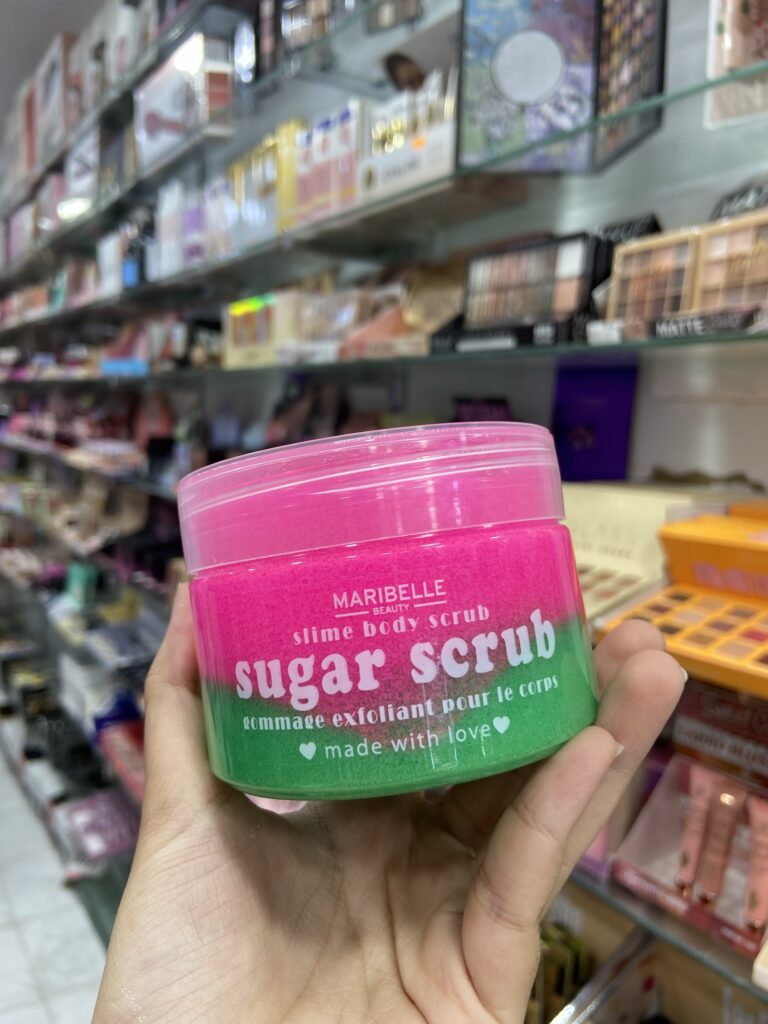 MARIBELLE
BEAUTY
slime body scrub
sugar scrub
gommage exfoliant pour le corps
made with love
MATTE